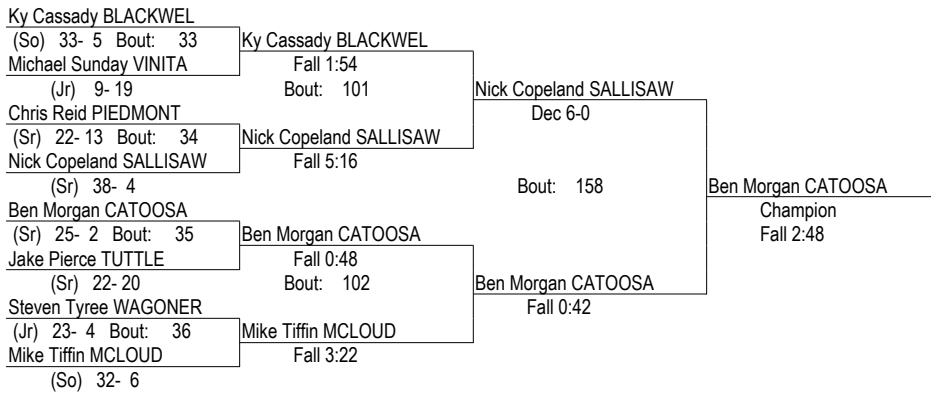 Ky Cassady BLACKWEL
(So) 33- 5 Bout: 33
Ky Cassady BLACKWEL
Michael Sunday VINITA
Fall 1:54
(Jr) 9- 19
Bout: 101
Nick Copeland SALLISAW
Chris Reid PIEDMONT
Dec 6-0
(Sr) 22- 13 Bout: 34
Nick Copeland SALLISAW
Nick Copeland SALLISAW
Fall 5:16
(Sr) 38- 4
Bout: 158
Ben Morgan CATOOSA
Ben Morgan CATOOSA
Champion
(Sr) 25- 2 Bout: 35
Ben Morgan CATOOSA
Fall 2:48
Jake Pierce TUTTLE
Fall 0:48
(Sr) 22- 20
Bout: 102
Ben Morgan CATOOSA
Steven Tyree WAGONER
Fall 0:42
(Jr) 23- 4 Bout: 36
Mike Tiffin MCLOUD
Mike Tiffin MCLOUD
Fall 3:22
(So) 32- 6